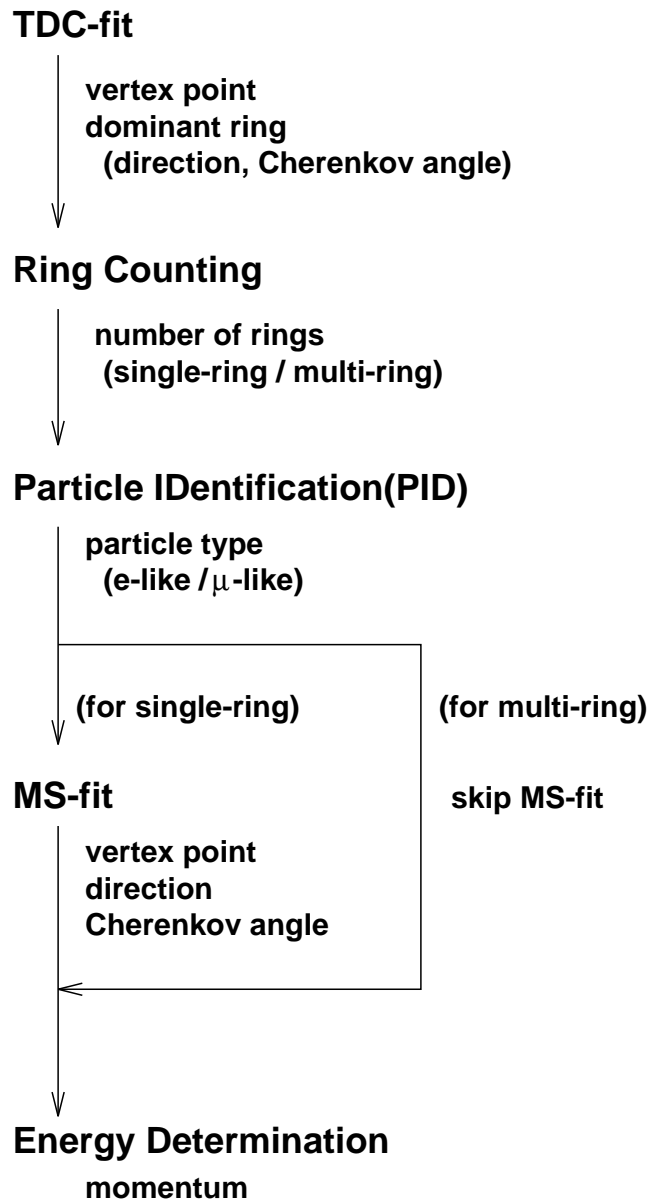 TDC-fit
vertex point
dominant ring
(direction, Cherenkov angle)
Ring Counting
number of rings
(single-ring / multi-ring)
Particle IDentification(PID)
particle type
(e-like / μ-like)
(for single-ring)
(for multi-ring)
MS-fit
skip MS-fit
vertex point
direction
Cherenkov angle
Energy Determination
momentum